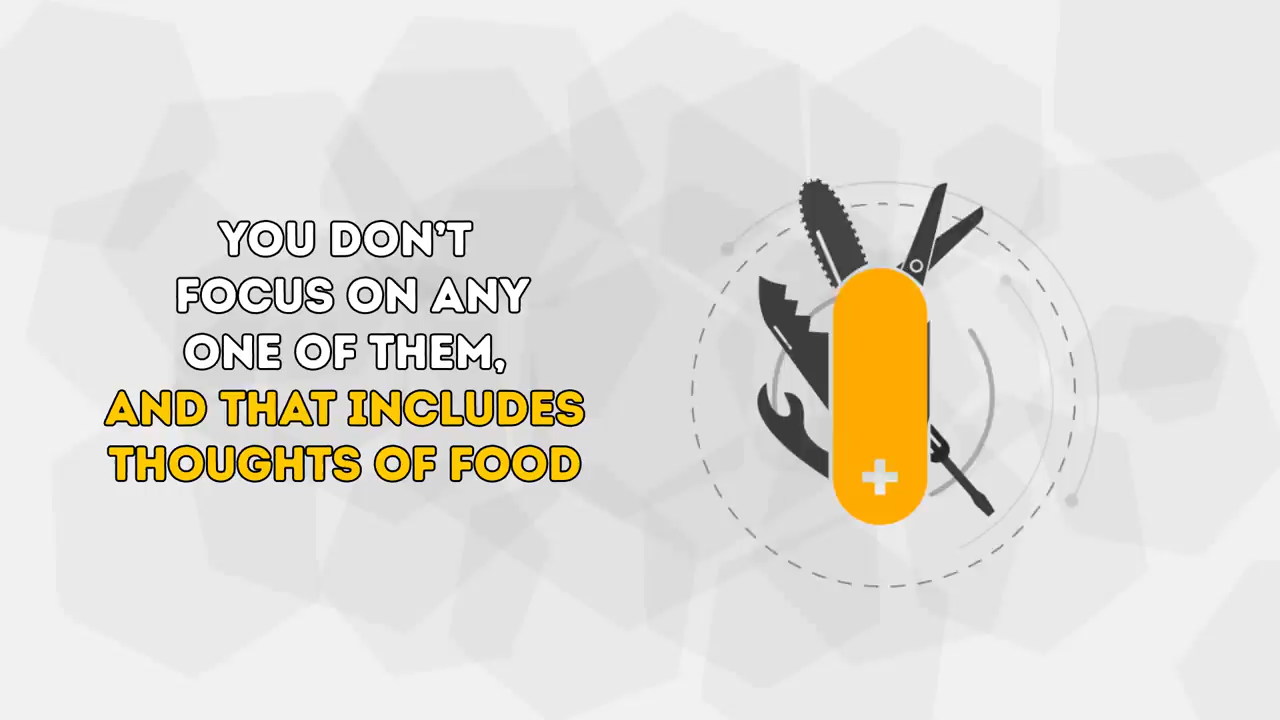 YOU DON’T
FOCUS ON ANY
ONE OF THEM,
AND THAT INCLUDES
THOUGHTS OF FOOD